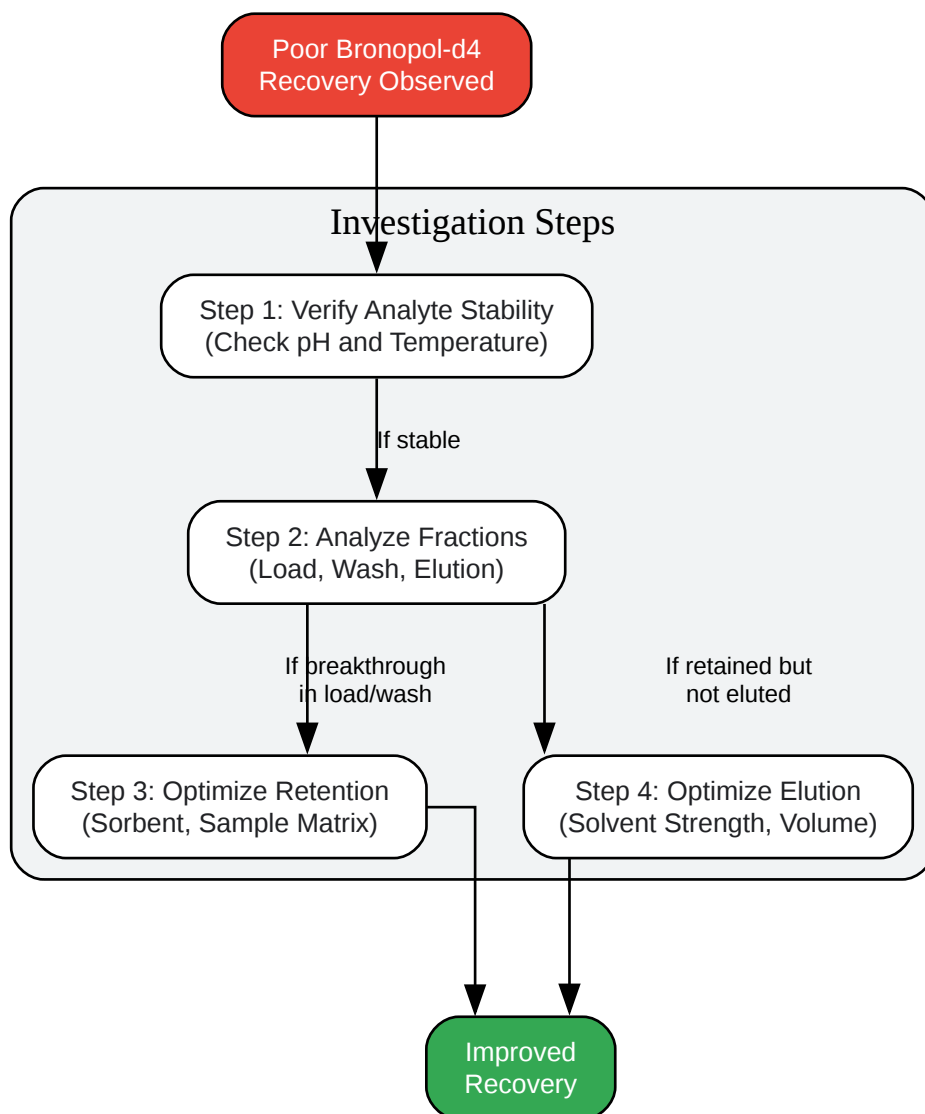 Poor Bronopol-d4
Recovery Observed
Investigation Steps
Step 1: Verify Analyte Stability
(Check pH and Temperature)
If stable
Step 2: Analyze Fractions
(Load, Wash, Elution)
If breakthrough
in load/wash
If retained but
not eluted
Step 3: Optimize Retention
(Sorbent, Sample Matrix)
Step 4: Optimize Elution
(Solvent Strength, Volume)
Improved
Recovery